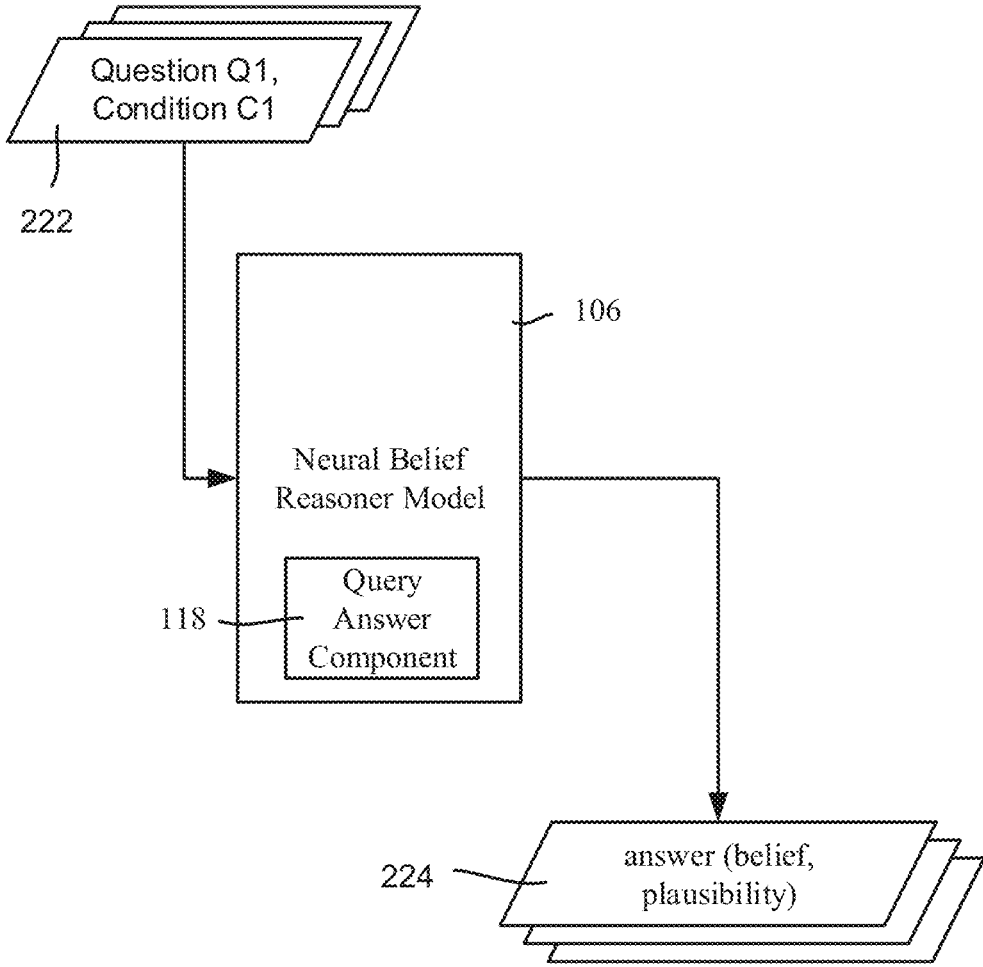 Question Q1,
Condition C1
222
106
Neural Belief
Reasoner Model
Query
118
Answer
Component
answer (belief,
224
plausibility)